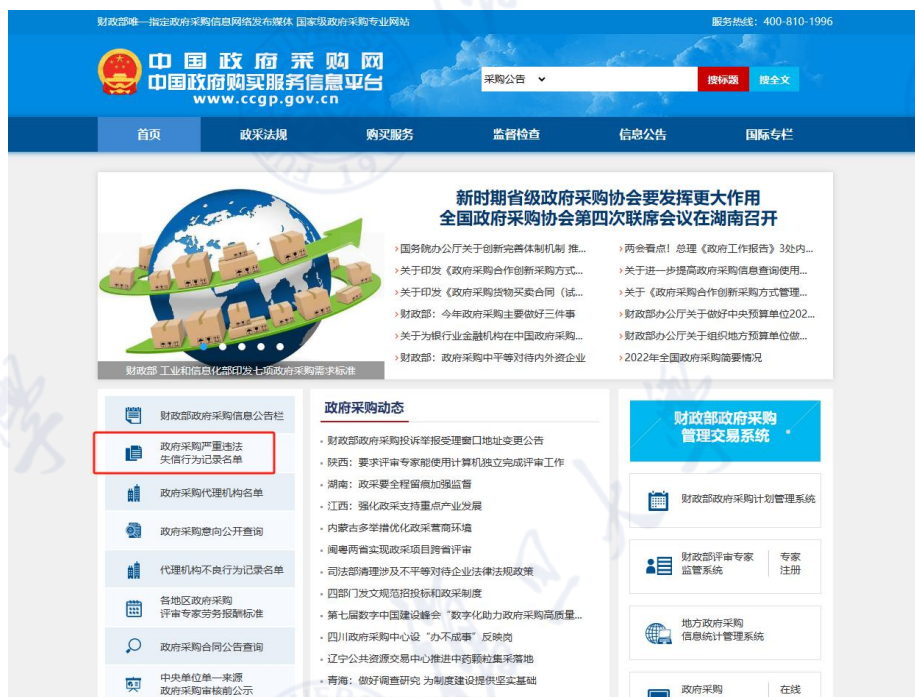 财政部唯一指定政府采购信息网络发布媒体 国家级政府采购专业网站
服务热线：400-810-1996
中国政府采购网
中国政府购买服务信息平台
www.ccgp.gov.cn
采购公告
搜标题
搜全文
首页
政采法规
购买服务
监督检查
信息公告
国际专栏
新时期省级政府采购协会要发挥更大作用
全国政府采购协会第四次联席会议在湖南召开
国务院办公厅关于创新完善体制机制 推...
两会看点！总理《政府工作报告》3处内...
关于印发《政府采购合作创新采购方式...
关于进一步提高政府采购信息查询使用...
关于印发《政府采购货物买卖合同（试...
关于《政府采购合作创新采购方式管理...
财政部：今年政府采购主要做好三件事
财政部办公厅关于做好中央预算单位202...
关于为银行业金融机构在中国政府采购...
财政部办公厅关于组织地方预算单位做...
财政部：政府采购中平等对待内外资企业
2022年全国政府采购简要情况
财政部 工业和信息化部印发七项政府采购需求标准
财政部政府采购信息公告栏
政府采购严重违法
失信行为记录名单
政府采购代理机构名单
政府采购意向公开查询
代理机构不良行为记录名单
各地区政府采购
评审专家劳务报酬标准
政府采购合同公告查询
中央单位单一来源
政府采购审核前公示
政府采购动态
财政部政府采购投诉举报受理窗口地址变更公告
陕西：要求评审专家能使用计算机独立完成评审工作
湖南：政采要全程留痕加强监督
江西：强化政采支持重点产业发展
内蒙古多举措优化政采营商环境
闽粤两省实现政采项目跨省评审
司法部清理涉及不平等对待企业法律法规政策
四部门发文规范招投标和政采制度
第七届数字中国建设峰会“数字化助力政府采购高质量...
四川政府采购中心设“办不成事”反映岗
辽宁公共资源交易中心推进中药颗粒集采落地
青海：做好调查研究 为制度建设提供坚实基础
财政部政府采购
管理交易系统
财政部政府采购计划管理系统
财政部评审专家
监管系统
专家
注册
地方政府采购
信息统计管理系统
政府采购
在线